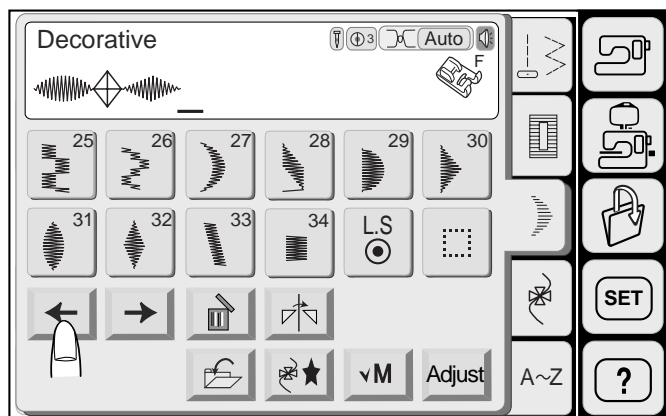 Decorative
3
Auto
F
25 26 27 28 29 30
31 32 33 34 L.S
SET
M Adjust A~Z ?